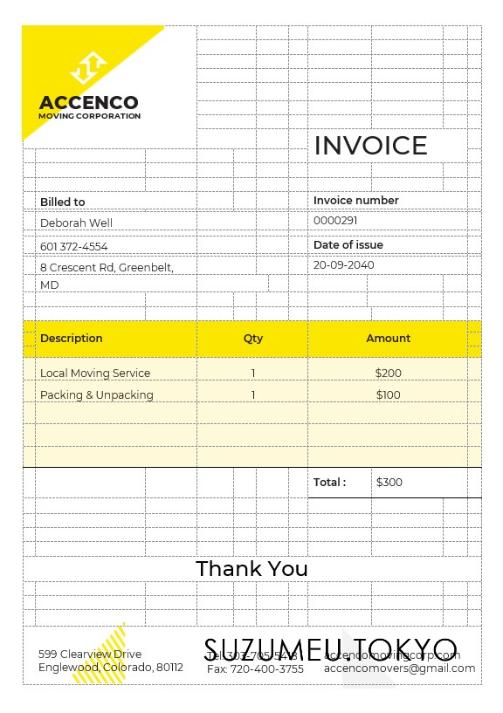 ACCENCO
MOVING CORPORATION
INVOICE
Billed to
Invoice number
Deborah Well
0000291
601 372-4554
Date of issue
8 Crescent Rd, Greenbelt,
MD
20-09-2040
Description Qty Amount
Local Moving Service 1 $200
Packing & Unpacking 1 $100
Total : $300
Thank You
SUZUMEU.TOKYO
599 Clearview Drive
Englewood, Colorado, 80112
Tel: 303-705-5418
Fax: 720-400-3755
accencomovingcorp.com
accencomovers@gmail.com